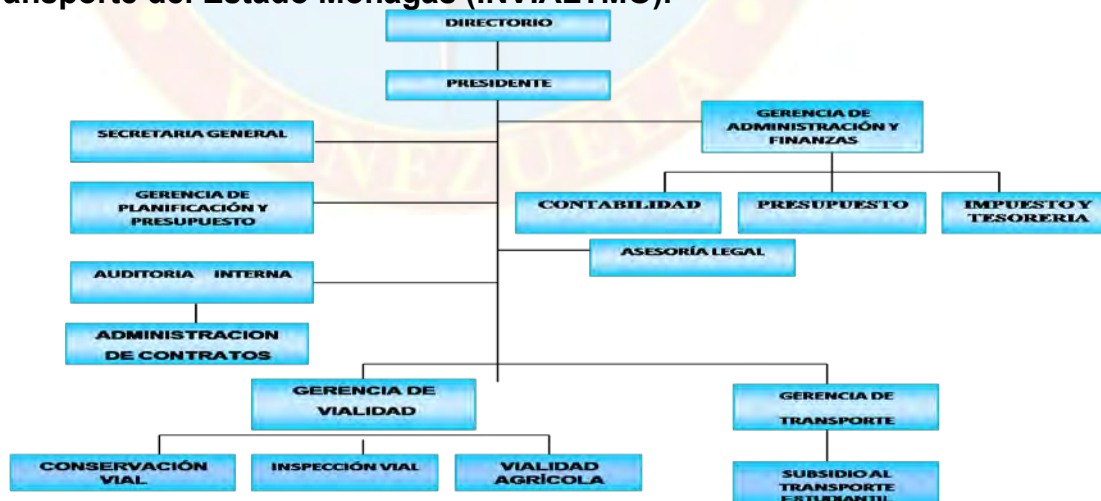 ansporte del Estado Monagas (INVIALTMO).
DIRECTORIO
PRESIDENTE
SECRETARIA GENERAL
GERENCIA DE
ADMINISTRACIÓN Y
FINANZAS
GERENCIA DE
PLANIFICACIÓN Y
PRESUPUESTO
CONTABILIDAD
PRESUPUESTO
IMPUESTO Y
TESORERIA
ASESORÍA LEGAL
AUDITORIA INTERNA
ADMINISTRACION
DE CONTRATOS
GERENCIA DE
VIALIDAD
GERENCIA DE
TRANSPORTE
CONSERVACIÓN
VIAL
INSPECCIÓN VIAL
VIALIDAD
AGRÍCOLA
SUBSIDIO AL
TRANSPORTE
ESTUDIANTIL
VENEZUELA